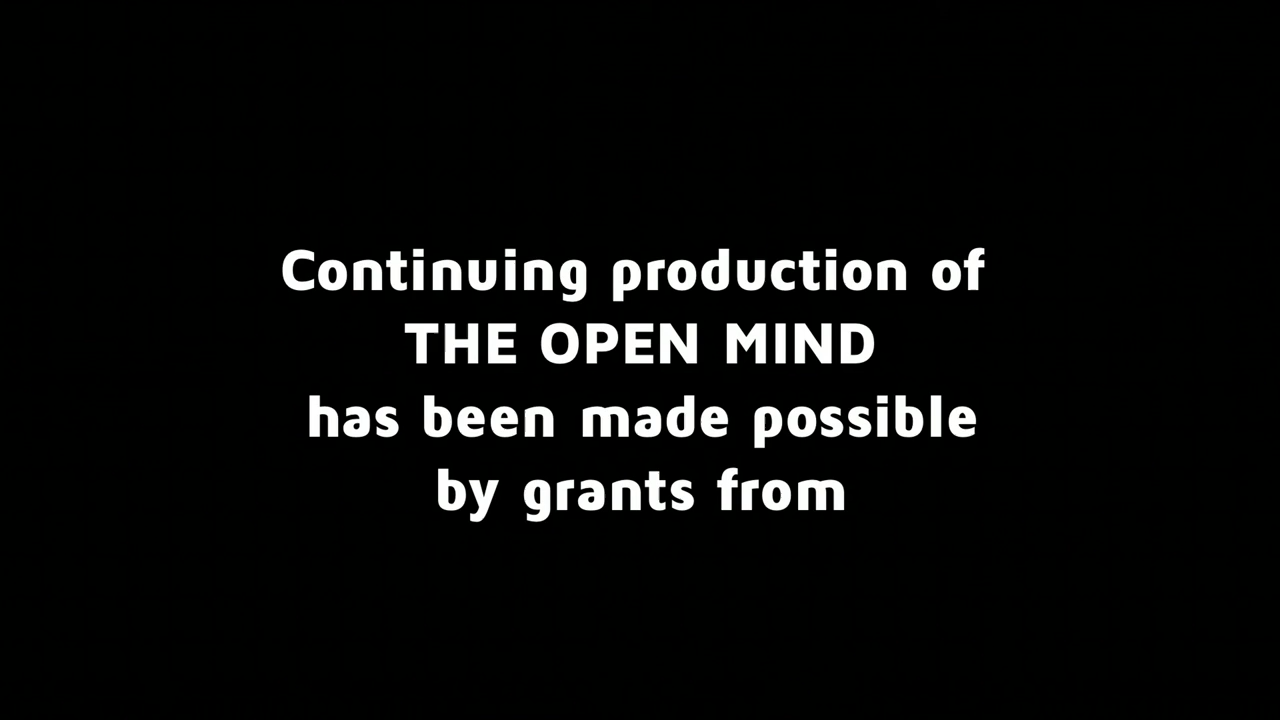 Continuing production of
THE OPEN MIND
has been made possible
by grants from